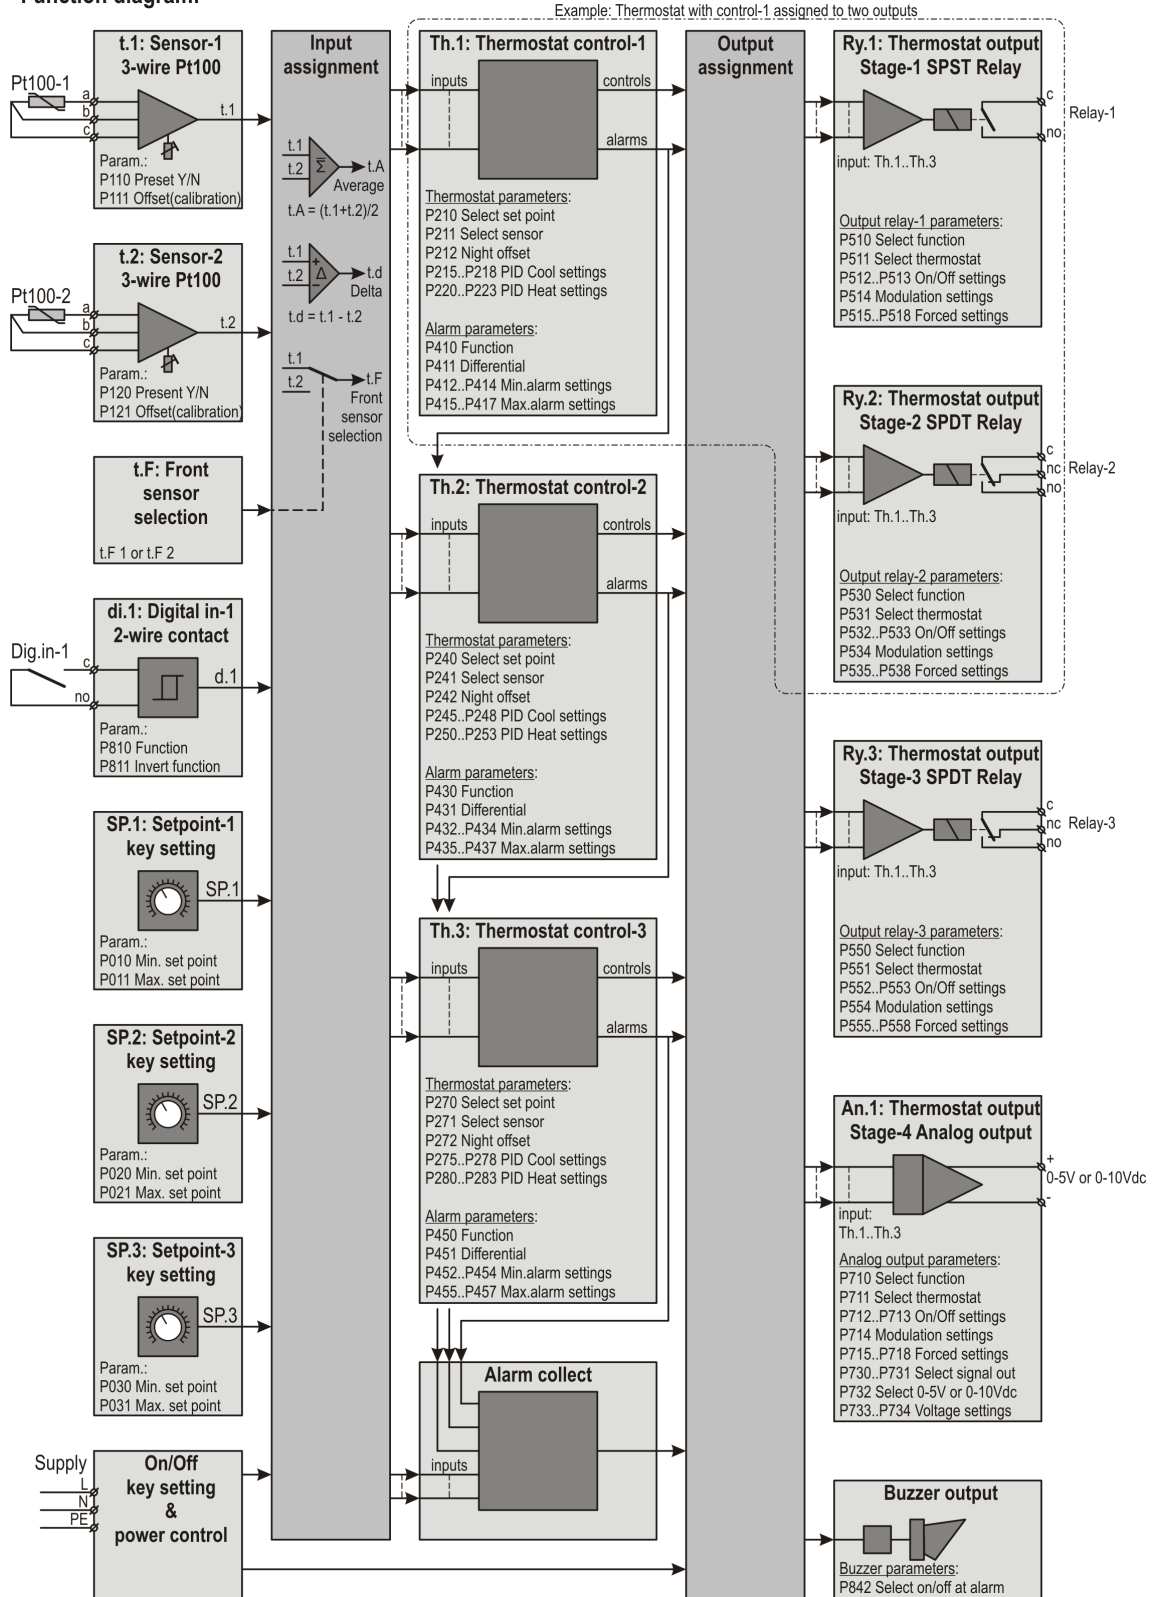 Function diagram:
Example: Thermostat with control-1 assigned to two outputs
t.1: Sensor-1
3-wire Pt100
Pt100-1
a
b
c
t.1
Param.:
P110 Preset Y/N
P111 Offset(calibration)
t.2: Sensor-2
3-wire Pt100
Pt100-2
a
b
c
t.2
Param.:
P120 Present Y/N
P121 Offset(calibration)
t.F: Front
sensor
selection
t.F 1 or t.F 2
di.1: Digital in-1
2-wire contact
Dig.in-1
c
no
d.1
Param.:
P810 Function
P811 Invert function
SP.1: Setpoint-1
key setting
SP.1
Param.:
P010 Min. set point
P011 Max. set point
SP.2: Setpoint-2
key setting
SP.2
Param.:
P020 Min. set point
P021 Max. set point
SP.3: Setpoint-3
key setting
SP.3
Param.:
P030 Min. set point
P031 Max. set point
Supply
L
N
PE
On/Off
key setting
&
power control
Input
assignment
t.1
t.2
Σ
t.A
Average
t.A = (t.1+t.2)/2
t.1
t.2
+
Δ
-
t.d
Delta
t.d = t.1 - t.2
t.1
t.2
t.F
Front
sensor
selection
Th.1: Thermostat control-1
inputs
controls
alarms
Thermostat parameters:
P210 Select set point
P211 Select sensor
P212 Night offset
P215..P218 PID Cool settings
P220..P223 PID Heat settings
Alarm parameters:
P410 Function
P411 Differential
P412..P414 Min.alarm settings
P415..P417 Max.alarm settings
Th.2: Thermostat control-2
inputs
controls
alarms
Thermostat parameters:
P240 Select set point
P241 Select sensor
P242 Night offset
P245..P248 PID Cool settings
P250..P253 PID Heat settings
Alarm parameters:
P430 Function
P431 Differential
P432..P434 Min.alarm settings
P435..P437 Max.alarm settings
Th.3: Thermostat control-3
inputs
controls
alarms
Thermostat parameters:
P270 Select set point
P271 Select sensor
P272 Night offset
P275..P278 PID Cool settings
P280..P283 PID Heat settings
Alarm parameters:
P450 Function
P451 Differential
P452..P454 Min.alarm settings
P455..P457 Max.alarm settings
Alarm collect
inputs
Output
assignment
Ry.1: Thermostat output
Stage-1 SPST Relay
c
no
Relay-1
input: Th.1..Th.3
Output relay-1 parameters:
P510 Select function
P511 Select thermostat
P512..P513 On/Off settings
P514 Modulation settings
P515..P518 Forced settings
Ry.2: Thermostat output
Stage-2 SPDT Relay
c
nc
no
Relay-2
input: Th.1..Th.3
Output relay-2 parameters:
P530 Select function
P531 Select thermostat
P532..P533 On/Off settings
P534 Modulation settings
P535..P538 Forced settings
Ry.3: Thermostat output
Stage-3 SPDT Relay
c
nc
no
Relay-3
input: Th.1..Th.3
Output relay-3 parameters:
P550 Select function
P551 Select thermostat
P552..P553 On/Off settings
P554 Modulation settings
P555..P558 Forced settings
An.1: Thermostat output
Stage-4 Analog output
+
0-5V or 0-10Vdc
-
input:
Th.1..Th.3
Analog output parameters:
P710 Select function
P711 Select thermostat
P712..P713 On/Off settings
P714 Modulation settings
P715..P718 Forced settings
P730..P731 Select signal out
P732 Select 0-5V or 0-10Vdc
P733..P734 Voltage settings
Buzzer output
Buzzer parameters:
P842 Select on/off at alarm